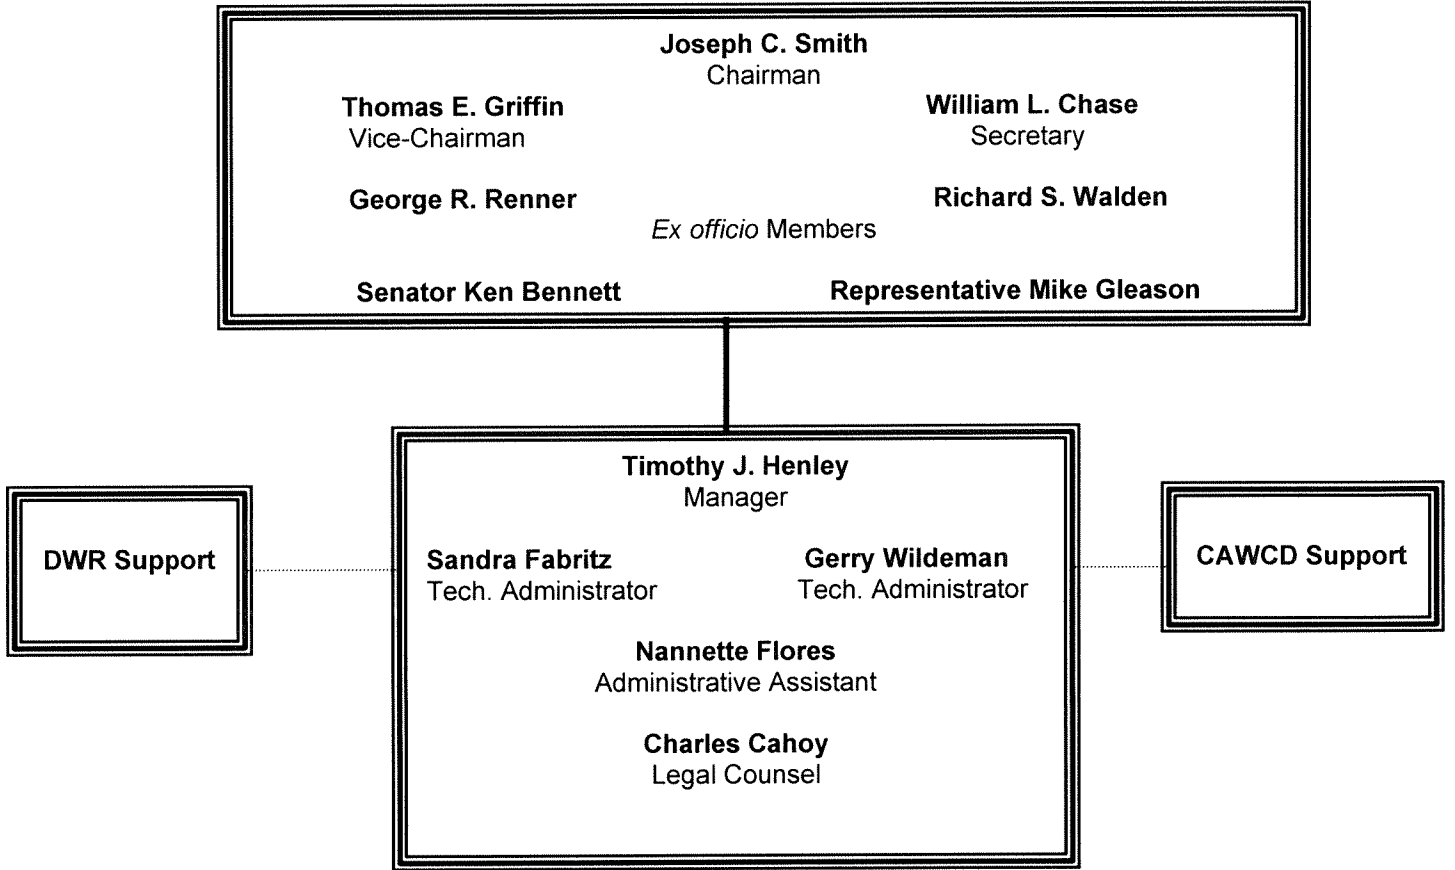 Joseph C. Smith
Chairman
Thomas E. Griffin
William L. Chase
Vice-Chairman
Secretary
George R. Renner
Richard S. Walden
Ex officio Members
Senator Ken Bennett
Representative Mike Gleason
Timothy J. Henley
Manager
DWR Support
Sandra Fabritz
Tech. Administrator
Gerry Wildeman
Tech. Administrator
CAWCD Support
Nannette Flores
Administrative Assistant
Charles Cahoy
Legal Counsel